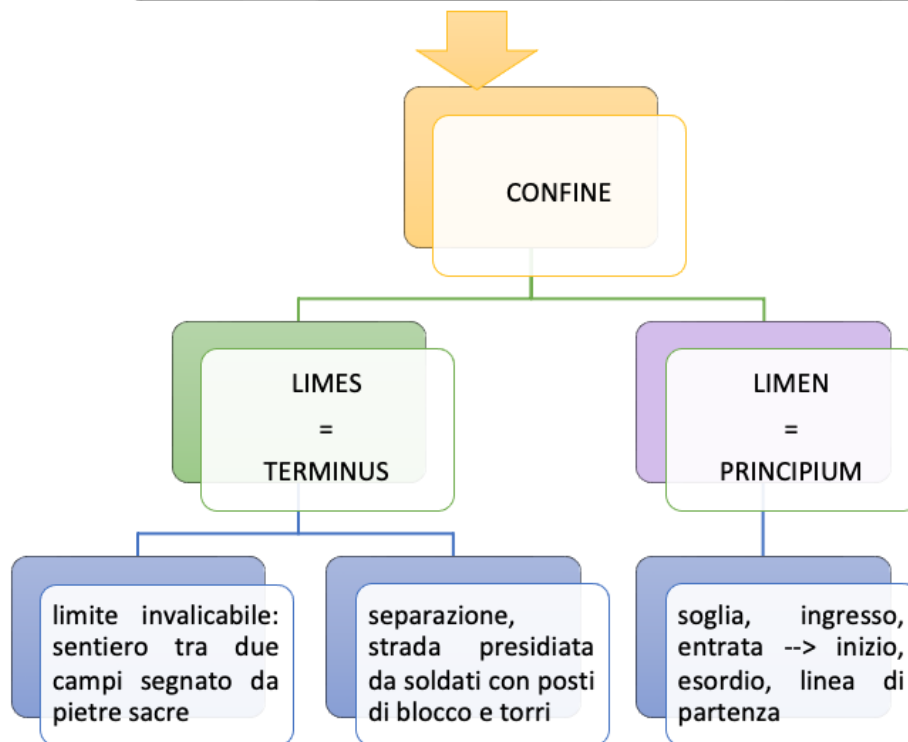 CONFINE
LIMES
=
TERMINUS
LIMEN
=
PRINCIPIUM
limite invalicabile:
sentiero tra due
campi segnato da
pietre sacre
separazione,
strada presidiata
da soldati con posti
di blocco e torri
soglia, ingresso,
entrata --> inizio,
esordio, linea di
partenza